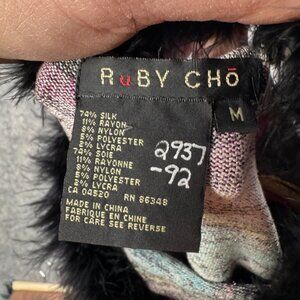 RuBY CHō
M
74% SILK
11% RAYON
8% NYLON
5% POLYESTER
2% LYCRA
74% SOIE
11% RAYONNE
8% NYLON
5% POLYESTER
2% LYCRA
CA 04520 RN 86348
MADE IN CHINA
FABRIQUE EN CHINE
FOR CARE SEE REVERSE
2937
-92